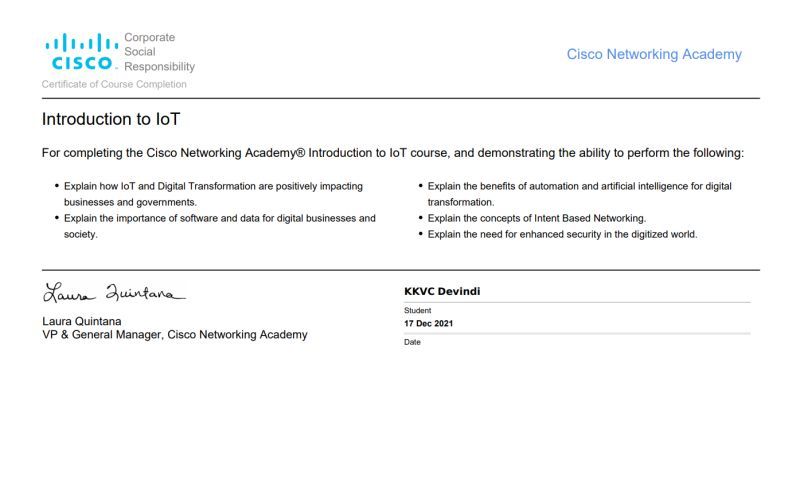 Corporate
Social
CISCO. Responsibility
Cisco Networking Academy
Certificate of Course Completion
Introduction to IoT
For completing the Cisco Networking Academy® Introduction to IoT course, and demonstrating the ability to perform the following:
• Explain how IoT and Digital Transformation are positively impacting
businesses and governments.
• Explain the importance of software and data for digital businesses and
society.
• Explain the benefits of automation and artificial intelligence for digital
transformation.
• Explain the concepts of Intent Based Networking.
• Explain the need for enhanced security in the digitized world.
Laura Quintana
Laura Quintana
VP & General Manager, Cisco Networking Academy
KKVC Devindi
Student
17 Dec 2021
Date